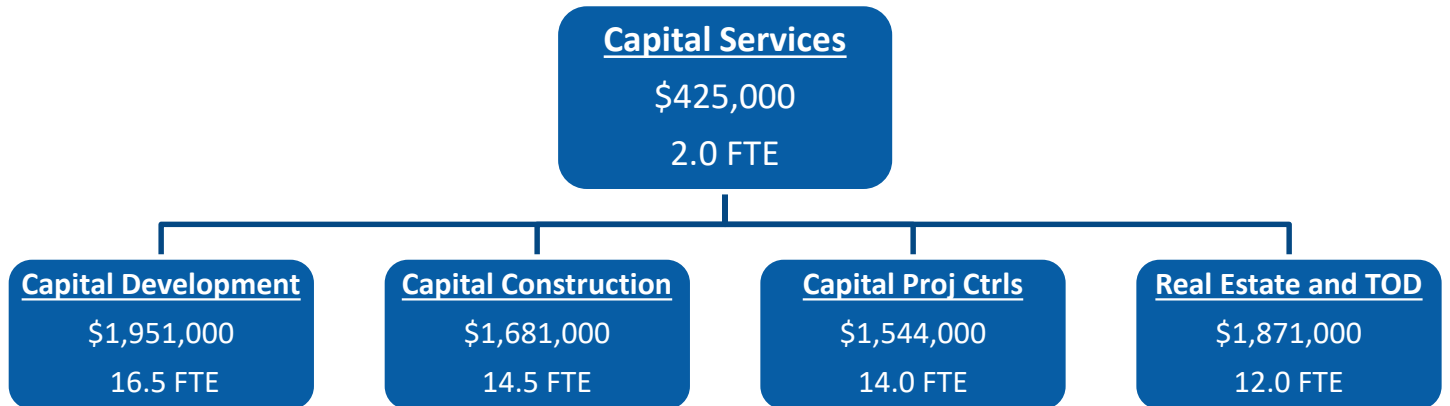 Capital Services
$425,000
2.0 FTE
Capital Development
$1,951,000
16.5 FTE
Capital Construction
$1,681,000
14.5 FTE
Capital Proj Ctrls
$1,544,000
14.0 FTE
Real Estate and TOD
$1,871,000
12.0 FTE